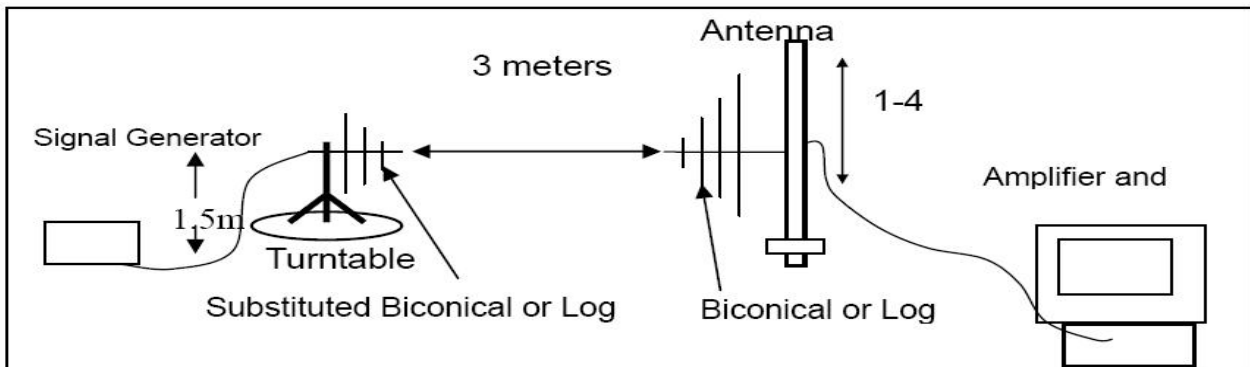 Antenna
3 meters
1-4
Signal Generator
Amplifier and
1.5m
Turntable
Substituted Biconical or Log
Biconical or Log